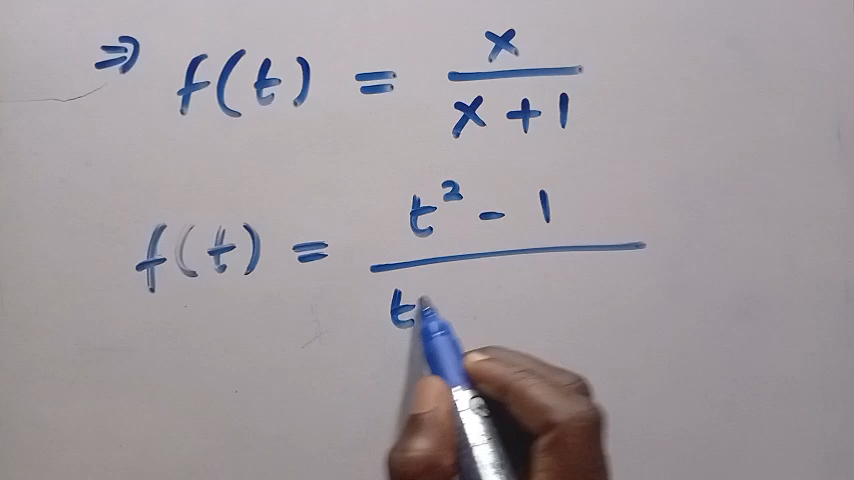 ⇒ f(t) = x/(x + 1)
f(t) = (t² - 1)/t